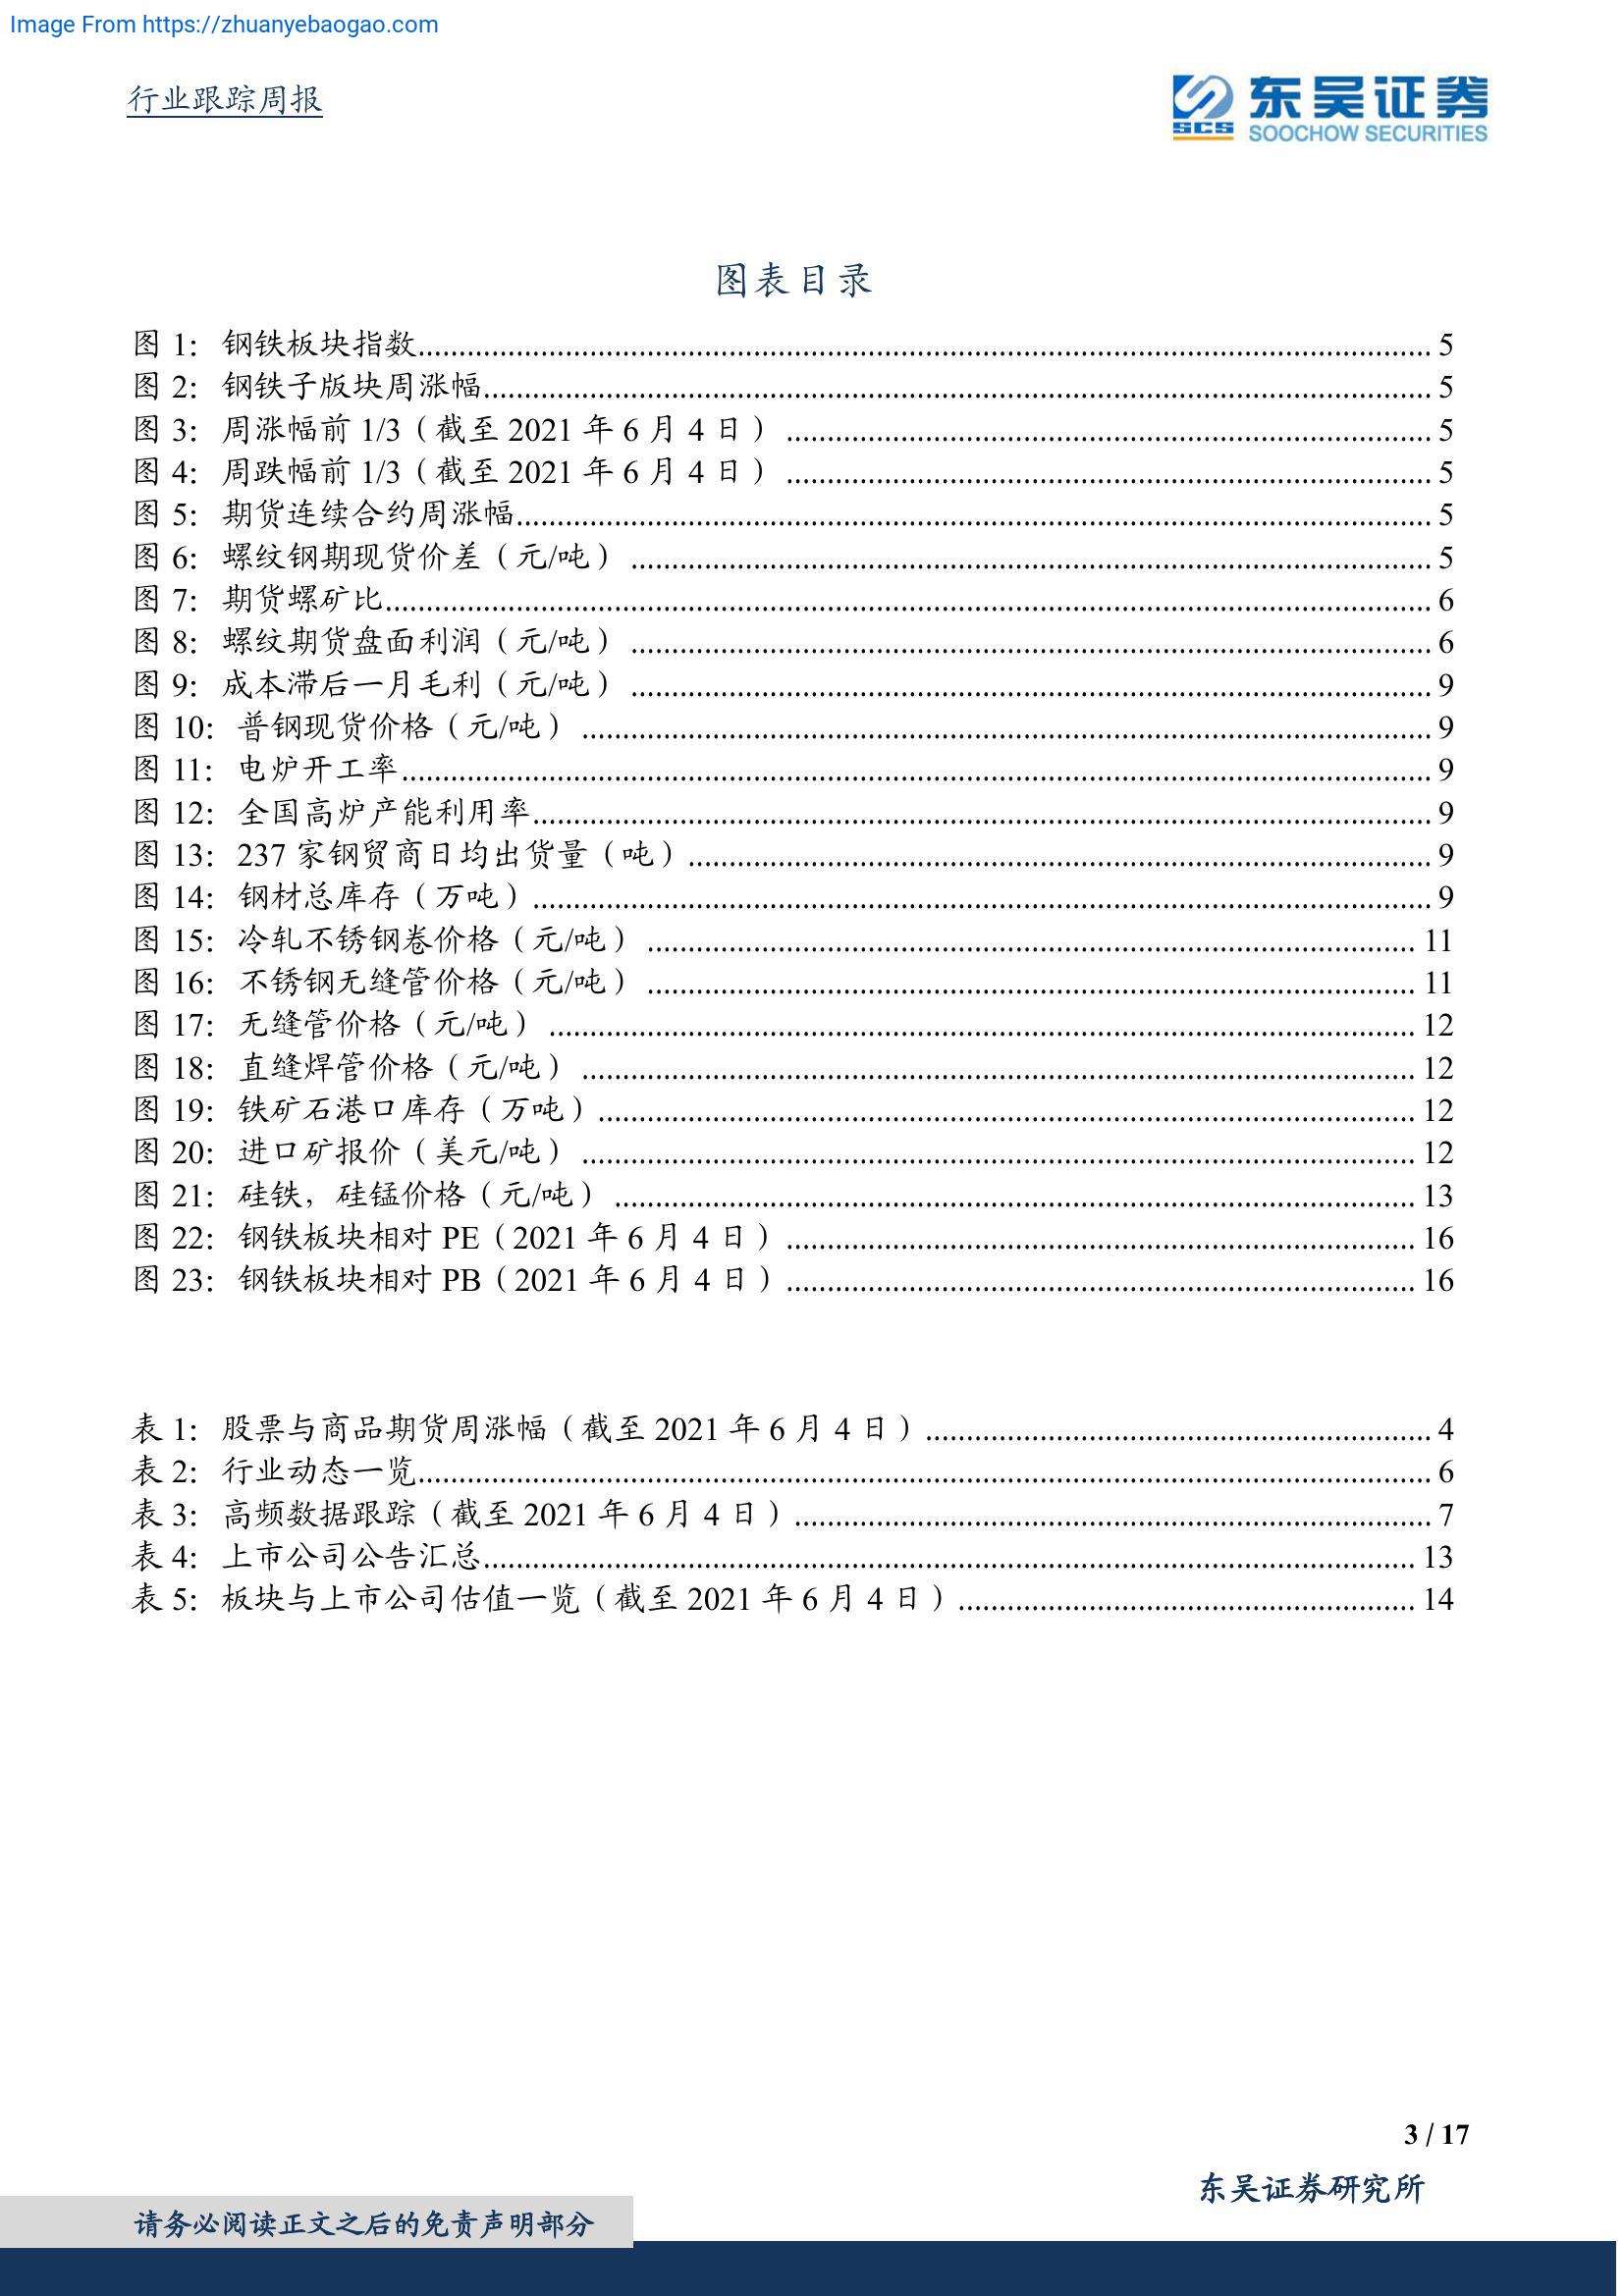 Image From https://zhuanyebaogao.com
行业跟踪周报
SCS 东吴证券
SOOCHOW SECURITIES
图表目录
图 1： 钢铁板块指数 5
图 2： 钢铁子版块周涨幅 5
图 3： 周涨幅前 1/3（截至 2021 年 6 月 4 日） 5
图 4： 周跌幅前 1/3（截至 2021 年 6 月 4 日） 5
图 5： 期货连续合约周涨幅 5
图 6： 螺纹钢期现货价差（元/吨） 5
图 7： 期货螺矿比 6
图 8： 螺纹期货盘面利润（元/吨） 6
图 9： 成本滞后一月毛利（元/吨） 9
图 10： 普钢现货价格（元/吨） 9
图 11： 电炉开工率 9
图 12： 全国高炉产能利用率 9
图 13： 237 家钢贸商日均出货量（吨） 9
图 14： 钢材总库存（万吨） 9
图 15： 冷轧不锈钢卷价格（元/吨） 11
图 16： 不锈钢无缝管价格（元/吨） 11
图 17： 无缝管价格（元/吨） 12
图 18： 直缝焊管价格（元/吨） 12
图 19： 铁矿石港口库存（万吨） 12
图 20： 进口矿报价（美元/吨） 12
图 21： 硅铁，硅锰价格（元/吨） 13
图 22： 钢铁板块相对 PE（2021 年 6 月 4 日） 16
图 23： 钢铁板块相对 PB（2021 年 6 月 4 日） 16
表 1： 股票与商品期货周涨幅（截至 2021 年 6 月 4 日） 4
表 2： 行业动态一览 6
表 3： 高频数据跟踪（截至 2021 年 6 月 4 日） 7
表 4： 上市公司公告汇总 13
表 5： 板块与上市公司估值一览（截至 2021 年 6 月 4 日） 14
3 / 17
东吴证券研究所
请务必阅读正文之后的免责声明部分